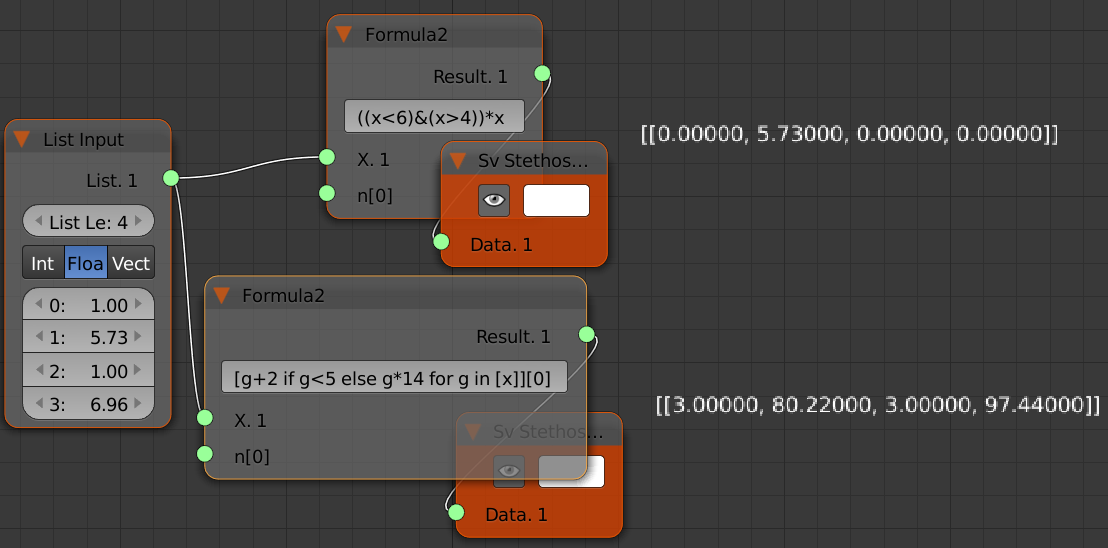 List Input
List. 1
List Le: 4
Int Floa Vect
0: 1.00
1: 5.73
2: 1.00
3: 6.96
Formula2
Result. 1
((x<6)&(x>4))*x
X. 1
n[0]
Sv Stethos...
Data. 1
[[0.00000, 5.73000, 0.00000, 0.00000]]
Formula2
Result. 1
[g+2 if g<5 else g*14 for g in [x]][0]
X. 1
n[0]
Sv Stethos...
Data. 1
[[3.00000, 80.22000, 3.00000, 97.44000]]